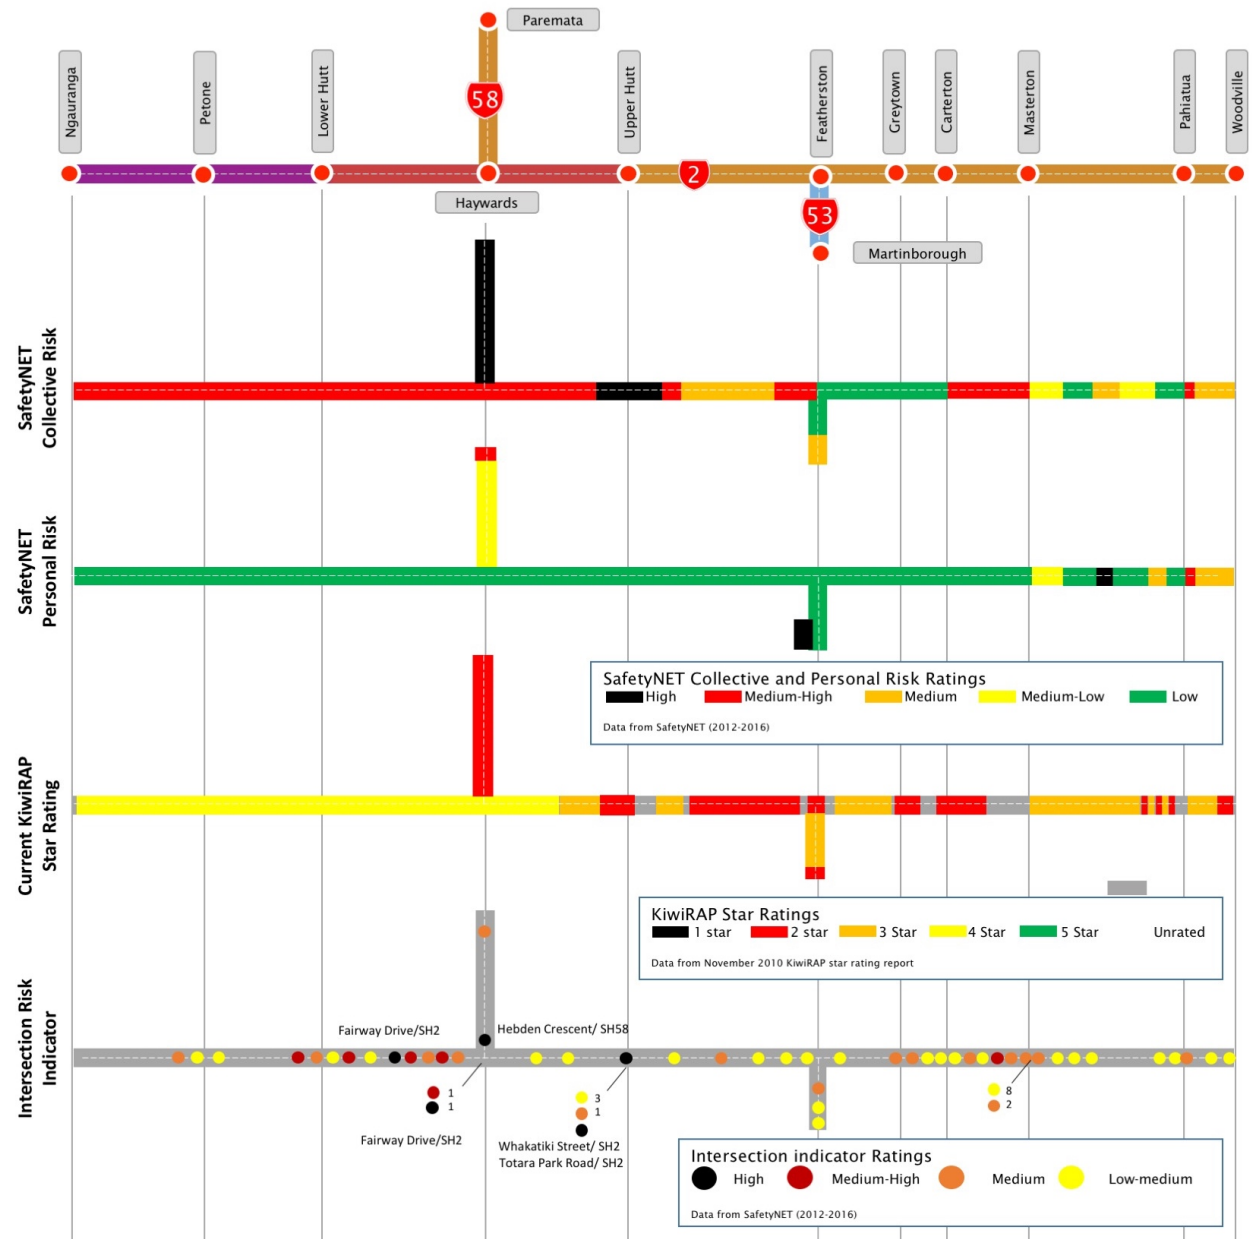 Paremata
Ngauranga
Petone
Lower Hutt
58
Upper Hutt
Featherston
Greytown
Carterton
Masterton
Pahiatua
Woodville
2
Haywards
53
Martinborough
SafetyNET
Collective Risk
SafetyNET
Personal Risk
SafetyNET Collective and Personal Risk Ratings
High
Medium-High
Medium
Medium-Low
Low
Data from SafetyNET (2012-2016)
Current KiwiRAP
Star Rating
KiwiRAP Star Ratings
1 star
2 star
3 Star
4 Star
5 Star
Unrated
Data from November 2010 KiwiRAP star rating report
Intersection Risk
Indicator
Fairway Drive/SH2
Hebden Crescent/ SH58
1
1
Fairway Drive/SH2
3
1
Whakatiki Street/ SH2
Totara Park Road/ SH2
8
2
Intersection indicator Ratings
High
Medium-High
Medium
Low-medium
Data from SafetyNET (2012-2016)